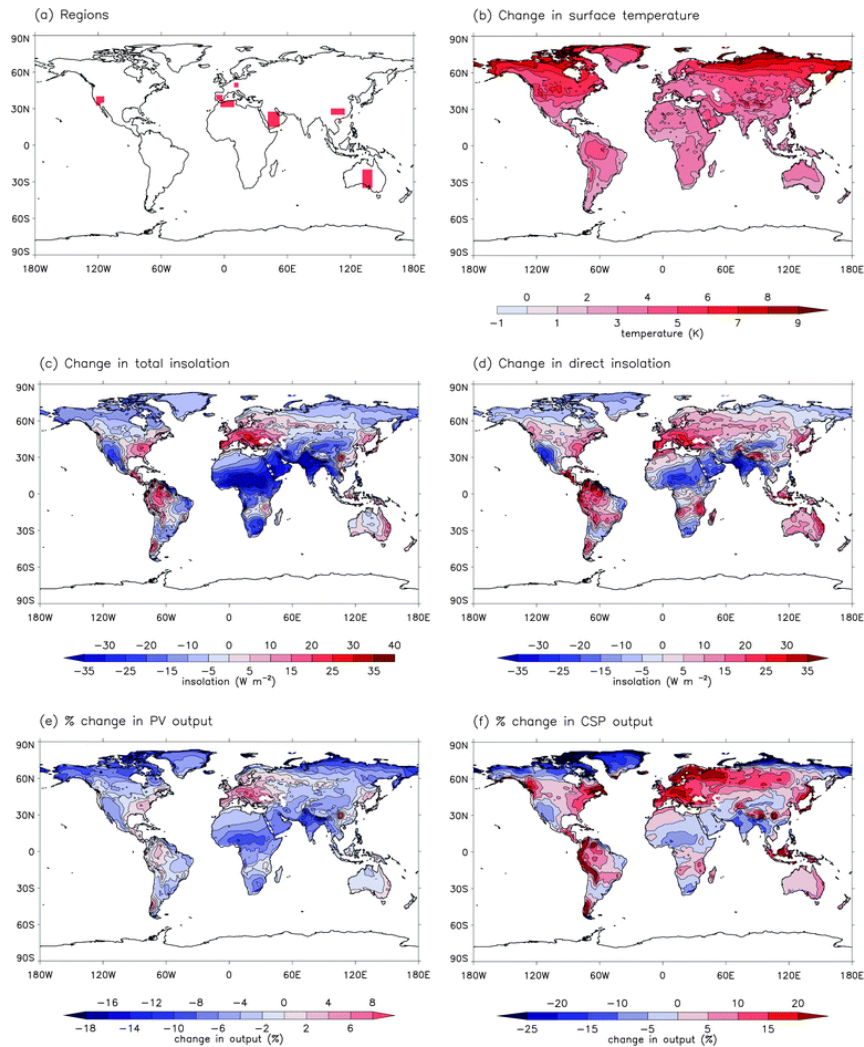 (a) Regions
(b) Change in surface temperature
90N
60N
30N
0
30S
60S
90S
180W 120W 60W 0 60E 120E 180E
90N
60N
30N
0
30S
60S
90S
180W 120W 60W 0 60E 120E 180E
0 2 4 6 8
−1 1 3 5 7 9
temperature (K)
(c) Change in total insolation
(d) Change in direct insolation
90N
60N
30N
0
30S
60S
90S
180W 120W 60W 0 60E 120E 180E
90N
60N
30N
0
30S
60S
90S
180W 120W 60W 0 60E 120E 180E
−30 −20 −10 0 10 20 30 40
−35 −25 −15 −5 5 15 25 35
insolation (W m−2)
−30 −20 −10 0 10 20 30
−35 −25 −15 −5 5 15 25 35
insolation (W m−2)
(e) % change in PV output
(f) % change in CSP output
90N
60N
30N
0
30S
60S
90S
180W 120W 60W 0 60E 120E 180E
90N
60N
30N
0
30S
60S
90S
180W 120W 60W 0 60E 120E 180E
−16 −12 −8 −4 0 4 8
−18 −14 −10 −6 −2 2 6
change in output (%)
−20 −10 0 10 20
−25 −15 −5 5 15
change in output (%)